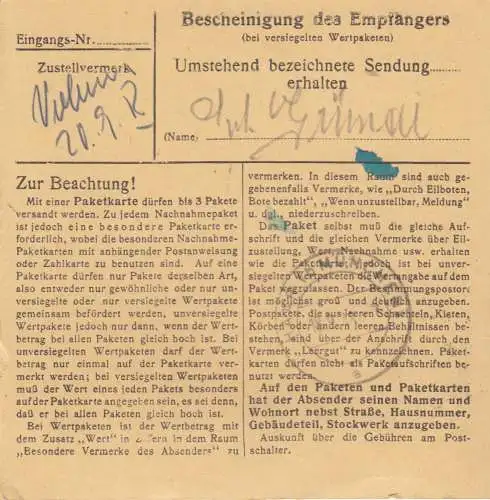 Eingangs-Nr.
Zustellvermerk
20. 9. R
Bescheinigung des Empfängers
(bei versiegelten Wertpaketen)
Umstehend bezeichnete Sendung
erhalten
(Name)
Zur Beachtung!
Mit einer Paketkarte dürfen bis 3 Pakete
versandt werden. Zu jedem Nachnahmepaket
ist jedoch eine besondere Paketkarte er-
forderlich, wobei die besonderen Nachnahme-
Paketkarten mit anhängender Postanweisung
oder Zahlkarte zu benutzen sind. Auf eine
Paketkarte dürfen nur Pakete derselben Art,
also entweder nur gewöhnliche oder nur un-
versiegelte oder nur versiegelte Wertpakete
gemeinsam befördert werden, unversiegelte
Wertpakete jedoch nur dann, wenn der Wert-
betrag bei allen Paketen gleich hoch ist. Bei
unversiegelten Wertpaketen darf der Wert-
betrag nur einmal auf der Paketkarte ver-
merkt werden; bei versiegelten Wertpaketen
muß der Wert eines jeden Pakets besonders
auf der Paketkarte angegeben sein, es sei denn,
daß er bei allen Paketen gleich hoch ist.
Bei Wertpaketen ist der Wertbetrag mit
dem Zusatz „Wert" in Ziffern in dem Raum
„Besondere Vermerke des Absenders" zu
vermerken. In diesem Raum sind auch ge-
gebenenfalls Vermerke, wie „Durch Eilboten,
Bote bezahlt", „Wenn unzustellbar, Meldung"
u. dgl., niederzuschreiben.
Das Paket selbst muß die gleiche Auf-
schrift und die gleichen Vermerke über Eil-
zustellung, Wert, Nachnahme usw. erhalten
wie die Paketkarte, jedoch ist bei unver-
siegelten Wertpaketen die Wertangabe auf dem
Paket wegzulassen. Der Bestimmungspostort
ist möglichst groß und deutlich anzugeben.
Postpakete, die aus leeren Schachteln, Kisten,
Körben oder andern leeren Behältnissen be-
stehen, sind über der Anschrift durch den
Vermerk „Leergut" zu kennzeichnen. Paket-
karten dürfen nicht als Paketaufschriften be-
nutzt werden.
Auf den Paketen und Paketkarten
hat der Absender seinen Namen und
Wohnort nebst Straße, Hausnummer,
Gebäudeteil, Stockwerk anzugeben.
Auskunft über die Gebühren am Post-
schalter.